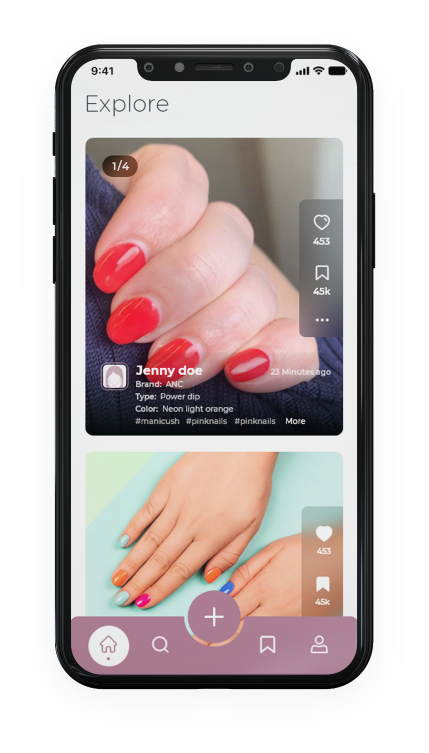 9:41
Explore
1/4
453
45k
Jenny doe
23 Minutes ago
Brand: ANC
Type: Power dip
Color: Neon light orange
#manicush #pinknails #pinknails More
453
45k